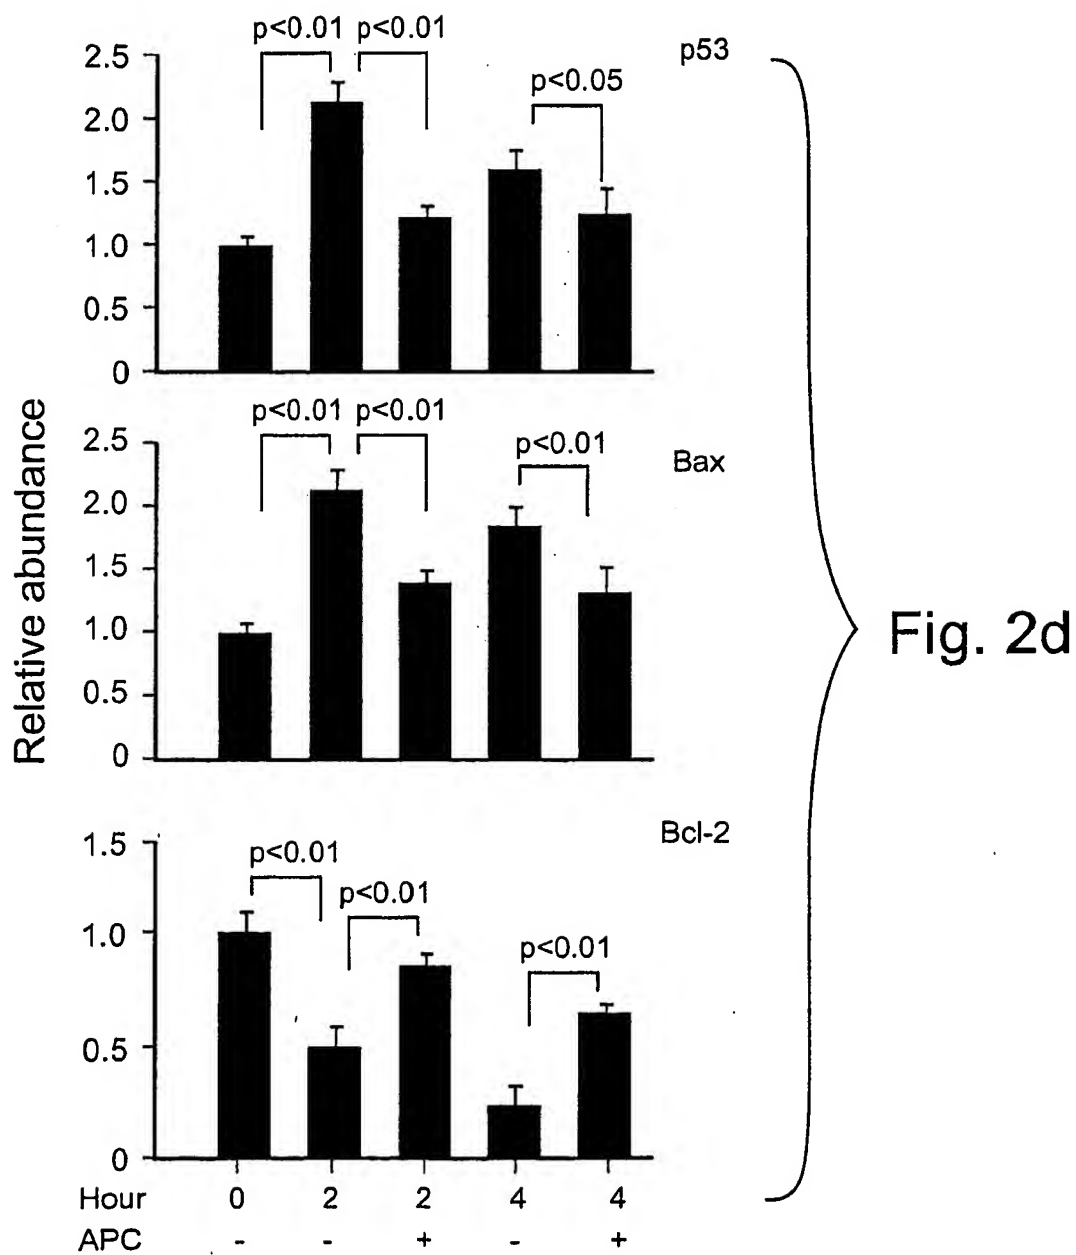 p<0.01 p<0.01
p53
2.5
p<0.05
2.0
1.5
1.0
0.5
0
Relative abundance
p<0.01 p<0.01
2.5
p<0.01
Bax
2.0
1.5
1.0
0.5
0
Fig. 2d
Bcl-2
1.5
p<0.01
p<0.01
1.0
p<0.01
0.5
0
Hour 0 2 2 4 4
APC - - + - +